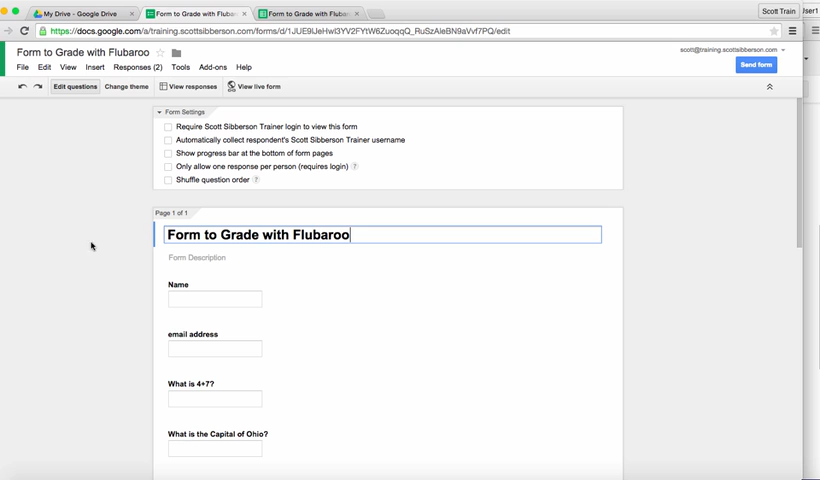 My Drive - Google Drive
Form to Grade with Flubaroo
Form to Grade with Flubaroo
Scott Train
https://docs.google.com/a/training.scottsibberson.com/forms/d/1JUE9IJeHwI3YV2FYtW6ZuoqqQ_RuSzAleBN9aVvf7PQ/edit
Form to Grade with Flubaroo
scott@training.scottsibberson.com
File Edit View Insert Responses (2) Tools Add-ons Help
Send form
Edit questions Change theme View responses View live form
Form Settings
Require Scott Sibberson Trainer login to view this form
Automatically collect respondent's Scott Sibberson Trainer username
Show progress bar at the bottom of form pages
Only allow one response per person (requires login) ?
Shuffle question order ?
Page 1 of 1
Form to Grade with Flubaroo
Form Description
Name
email address
What is 4+7?
What is the Capital of Ohio?